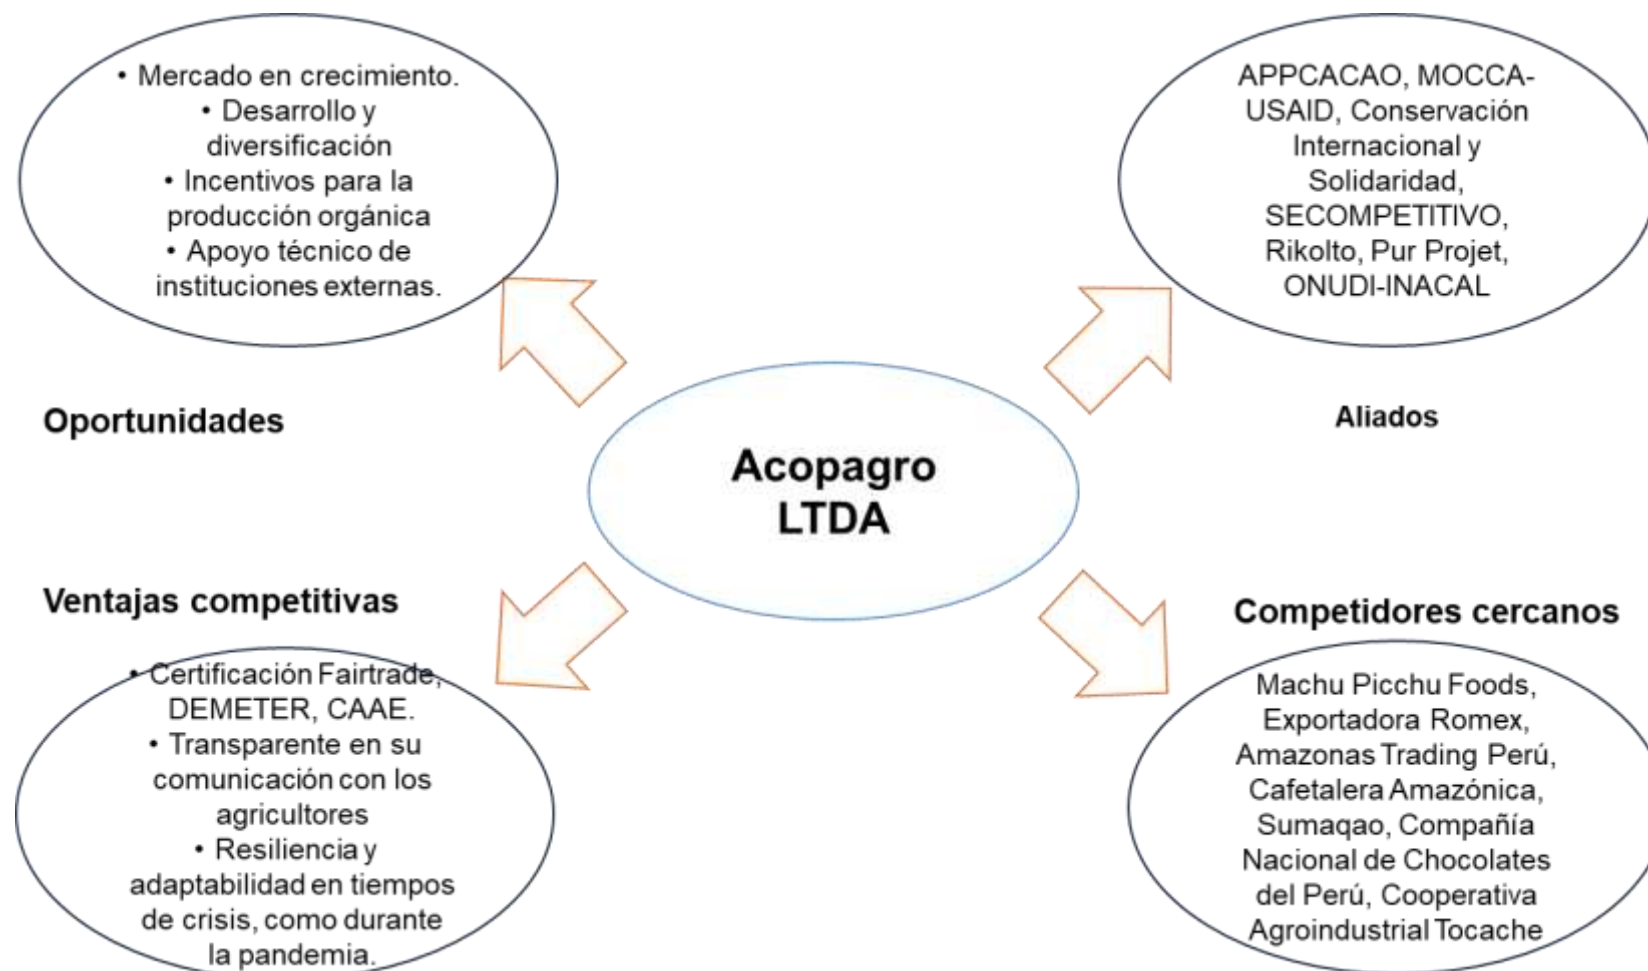 • Mercado en crecimiento.
• Desarrollo y
diversificación
• Incentivos para la
producción orgánica
• Apoyo técnico de
instituciones externas.
Oportunidades
APPCACAO, MOCCA-
USAID, Conservación
Internacional y
Solidaridad,
SECOMPETITIVO,
Rikolto, Pur Projet,
ONUDI-INACAL
Aliados
Acopagro
LTDA
Ventajas competitivas
• Certificación Fairtrade,
DEMETER, CAAE.
• Transparente en su
comunicación con los
agricultores
• Resiliencia y
adaptabilidad en tiempos
de crisis, como durante
la pandemia.
Competidores cercanos
Machu Picchu Foods,
Exportadora Romex,
Amazonas Trading Perú,
Cafetalera Amazónica,
Sumaqao, Compañía
Nacional de Chocolates
del Perú, Cooperativa
Agroindustrial Tocache